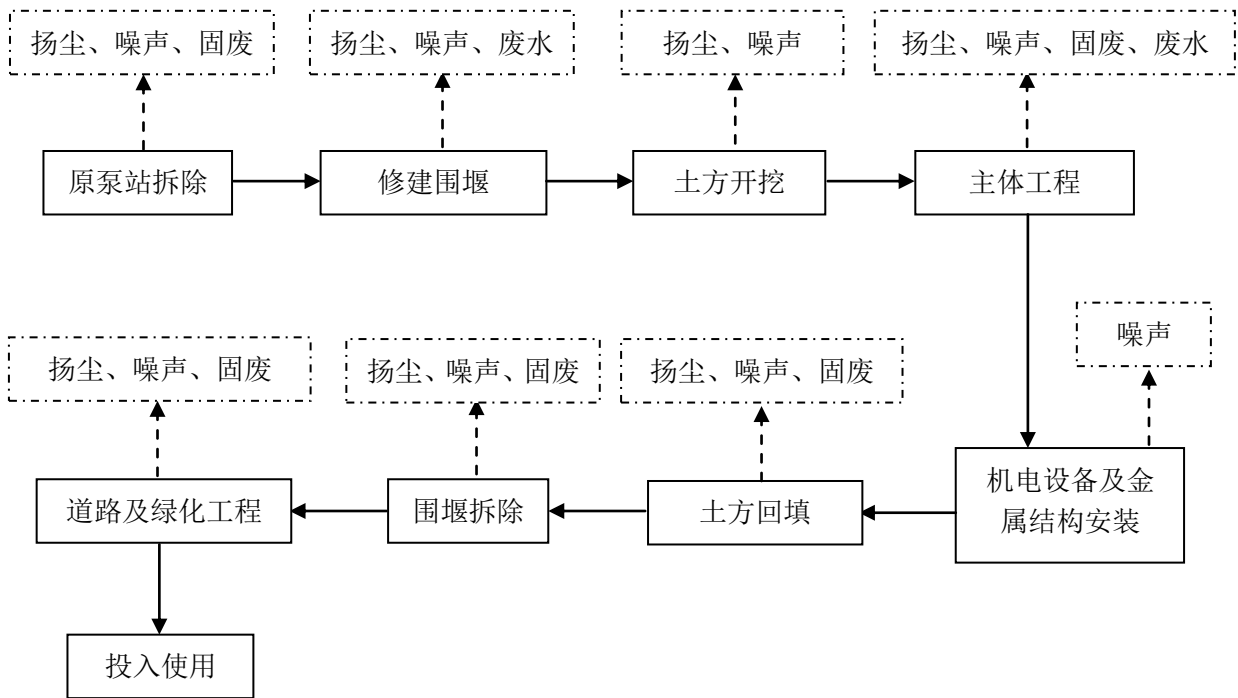 扬尘、噪声、固废
扬尘、噪声、废水
扬尘、噪声
扬尘、噪声、固废、废水
原泵站拆除
修建围堰
土方开挖
主体工程
噪声
扬尘、噪声、固废
扬尘、噪声、固废
扬尘、噪声、固废
机电设备及金
属结构安装
道路及绿化工程
围堰拆除
土方回填
投入使用